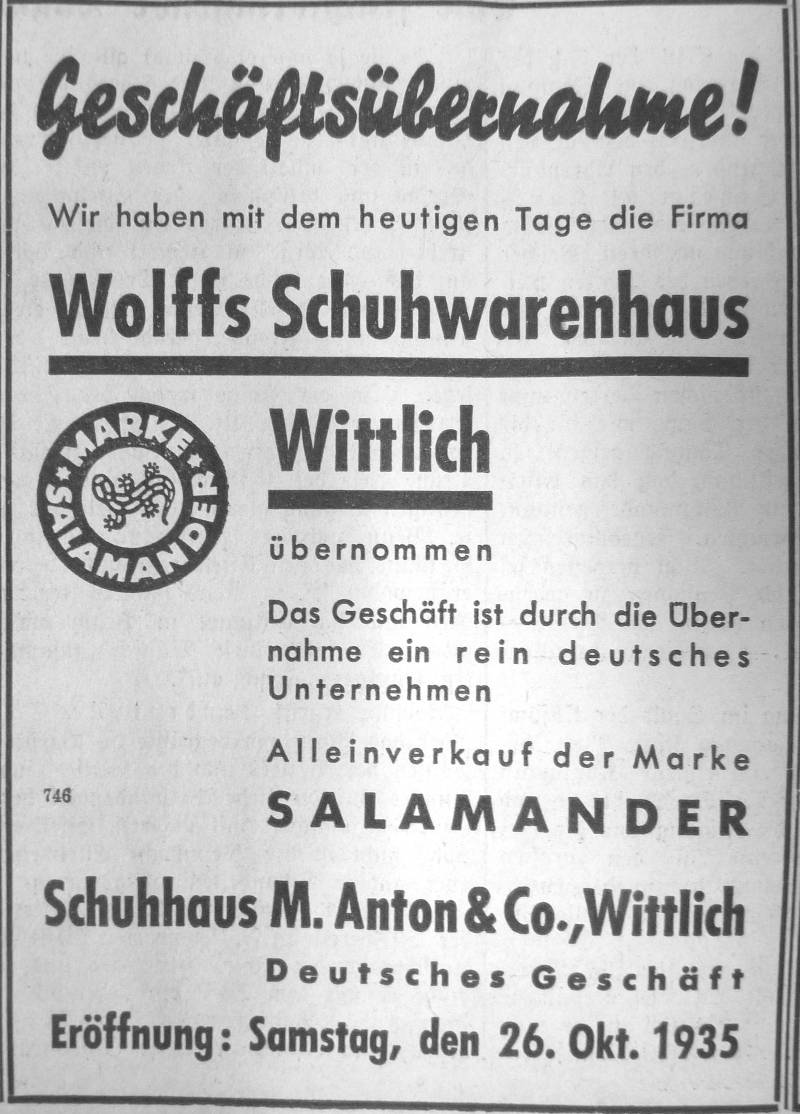 Geschäftsübernahme!
Wir haben mit dem heutigen Tage die Firma
Wolffs Schuhwarenhaus
Wittlich
MARKE SALAMANDER
übernommen
Das Geschäft ist durch die Über-
nahme ein rein deutsches
Unternehmen
Alleinverkauf der Marke
746
SALAMANDER
Schuhhaus M. Anton & Co., Wittlich
Deutsches Geschäft
Eröffnung: Samstag, den 26. Okt. 1935